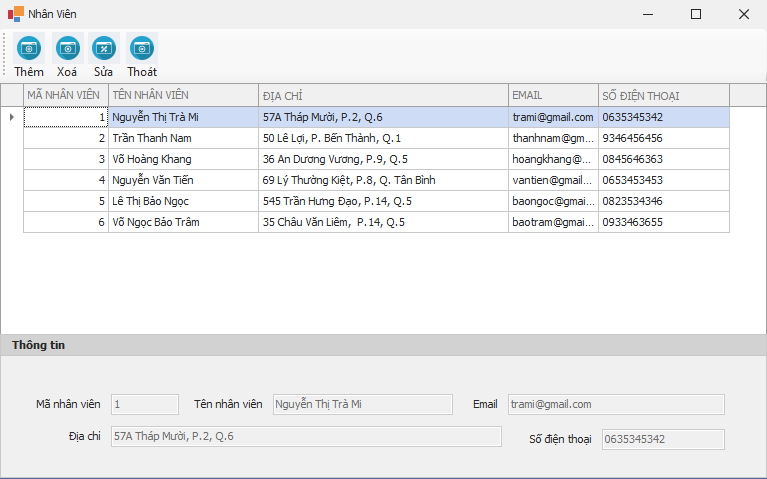 Nhân Viên
Thêm Xoá Sửa Thoát
MÃ NHÂN VIÊN TÊN NHÂN VIÊN ĐỊA CHỈ EMAIL SỐ ĐIỆN THOẠI
1 Nguyễn Thị Trà Mi 57A Tháp Mười, P.2, Q.6 trami@gmail.com 0635345342
2 Trần Thanh Nam 50 Lê Lợi, P. Bến Thành, Q.1 thanhnam@gm... 9346456456
3 Võ Hoàng Khang 36 An Dương Vương, P.9, Q.5 hoangkhang@... 0845646363
4 Nguyễn Văn Tiến 69 Lý Thường Kiệt, P.8, Q. Tân Bình vantien@gmail... 0653453453
5 Lê Thị Bảo Ngọc 545 Trần Hưng Đạo, P.14, Q.5 baongoc@gmai... 0823534346
6 Võ Ngọc Bảo Trâm 35 Châu Văn Liêm, P.14, Q.5 baotram@gmai... 0933463655
Thông tin
Mã nhân viên 1 Tên nhân viên Nguyễn Thị Trà Mi Email trami@gmail.com
Địa chỉ 57A Tháp Mười, P.2, Q.6 Số điện thoại 0635345342